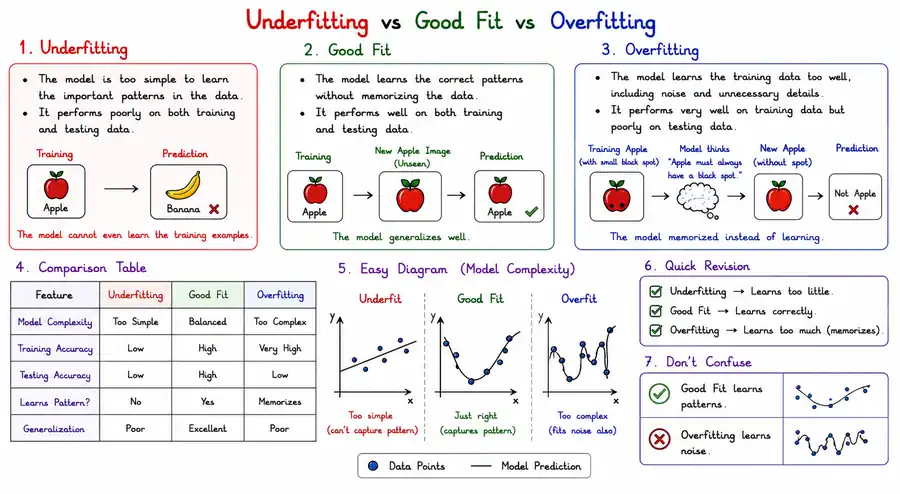 Underfitting vs Good Fit vs Overfitting
1. Underfitting
• The model is too simple to learn
the important patterns in the data.
• It performs poorly on both training
and testing data.
Training
Prediction
Apple
Banana
The model cannot even learn the training examples.
2. Good Fit
• The model learns the correct patterns
without memorizing the data.
• It performs well on both training
and testing data.
Training
New Apple Image
(Unseen)
Prediction
Apple
Apple
The model generalizes well.
3. Overfitting
• The model learns the training data too well,
including noise and unnecessary details.
• It performs very well on training data but
poorly on testing data.
Training Apple
(with small black spot)
Model thinks
"Apple must always
have a black spot."
New Apple
(without spot)
Prediction
Not Apple
The model memorized instead of learning.
4. Comparison Table
Feature Underfitting Good Fit Overfitting
Model Complexity Too Simple Balanced Too Complex
Training Accuracy Low High Very High
Testing Accuracy Low High Low
Learns Pattern? No Yes Memorizes
Generalization Poor Excellent Poor
5. Easy Diagram (Model Complexity)
Underfit
y
x
Too simple
(can't capture pattern)
Good Fit
y
x
Just right
(captures pattern)
Overfit
y
x
Too complex
(fits noise also)
Data Points
Model Prediction
6. Quick Revision
Underfitting → Learns too little.
Good Fit → Learns correctly.
Overfitting → Learns too much (memorizes).
7. Don't Confuse
Good Fit learns
patterns.
Overfitting learns
noise.